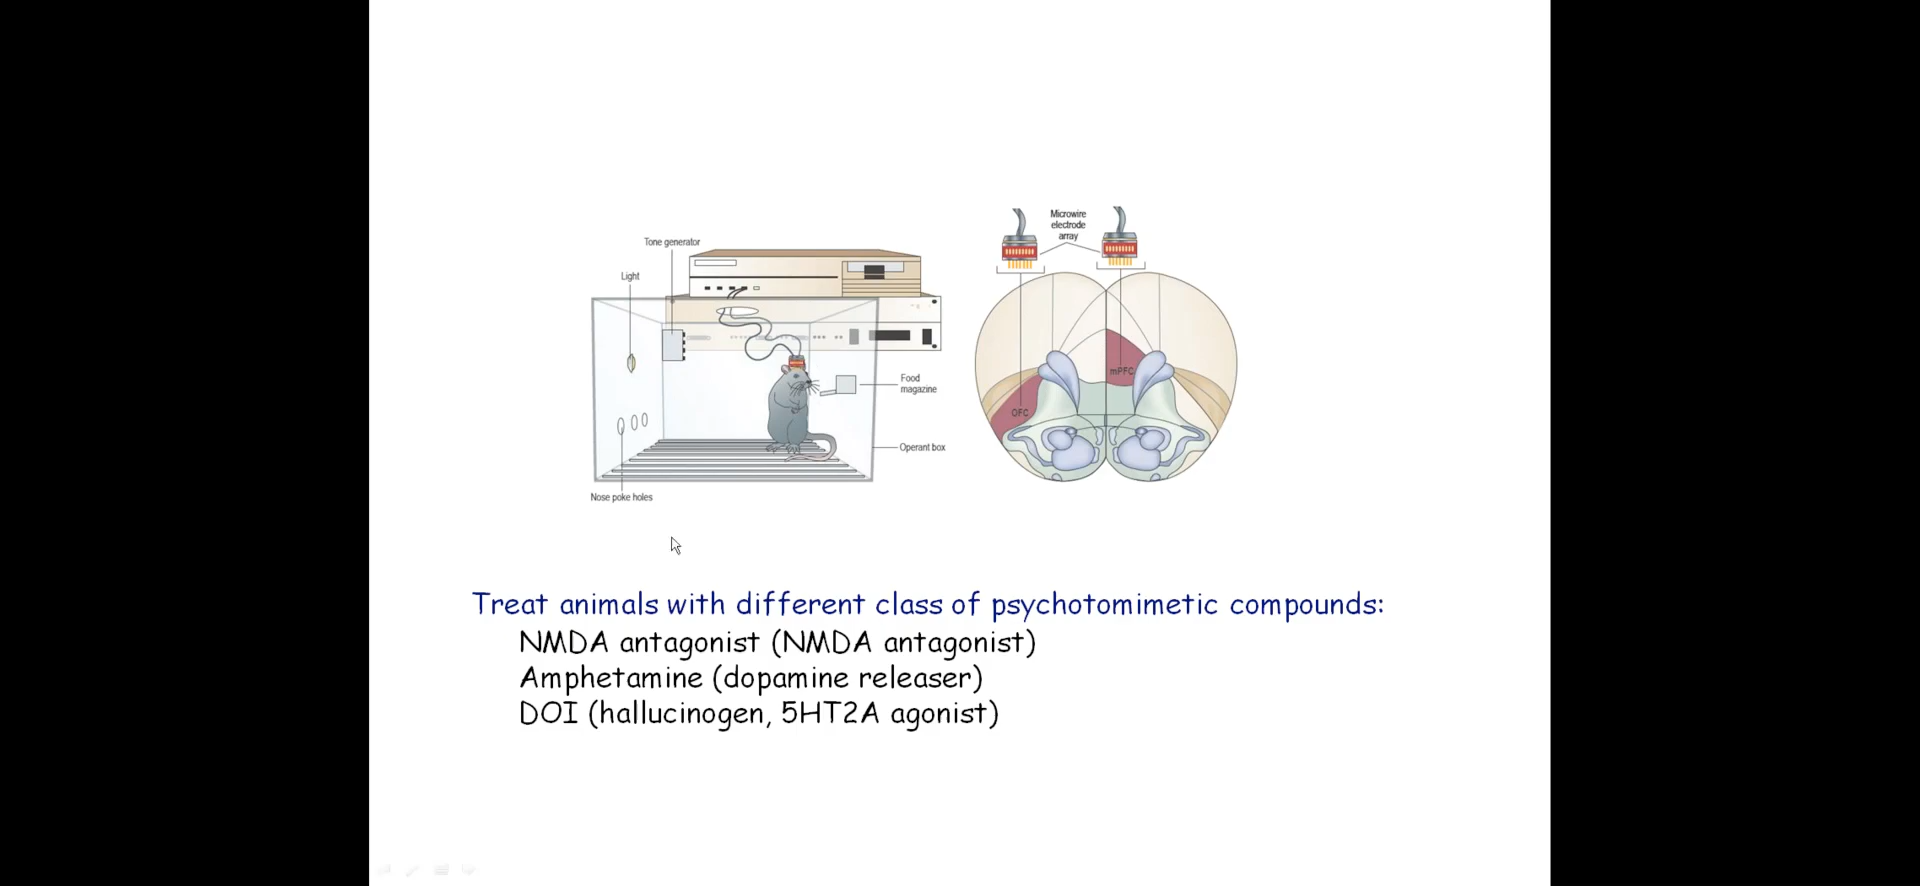 Tone generator
Light
Food
magazine
Operant box
Nose poke holes
Microwire
electrode
array
mPFC
OFC
Treat animals with different class of psychotomimetic compounds:
NMDA antagonist (NMDA antagonist)
Amphetamine (dopamine releaser)
DOI (hallucinogen, 5HT2A agonist)